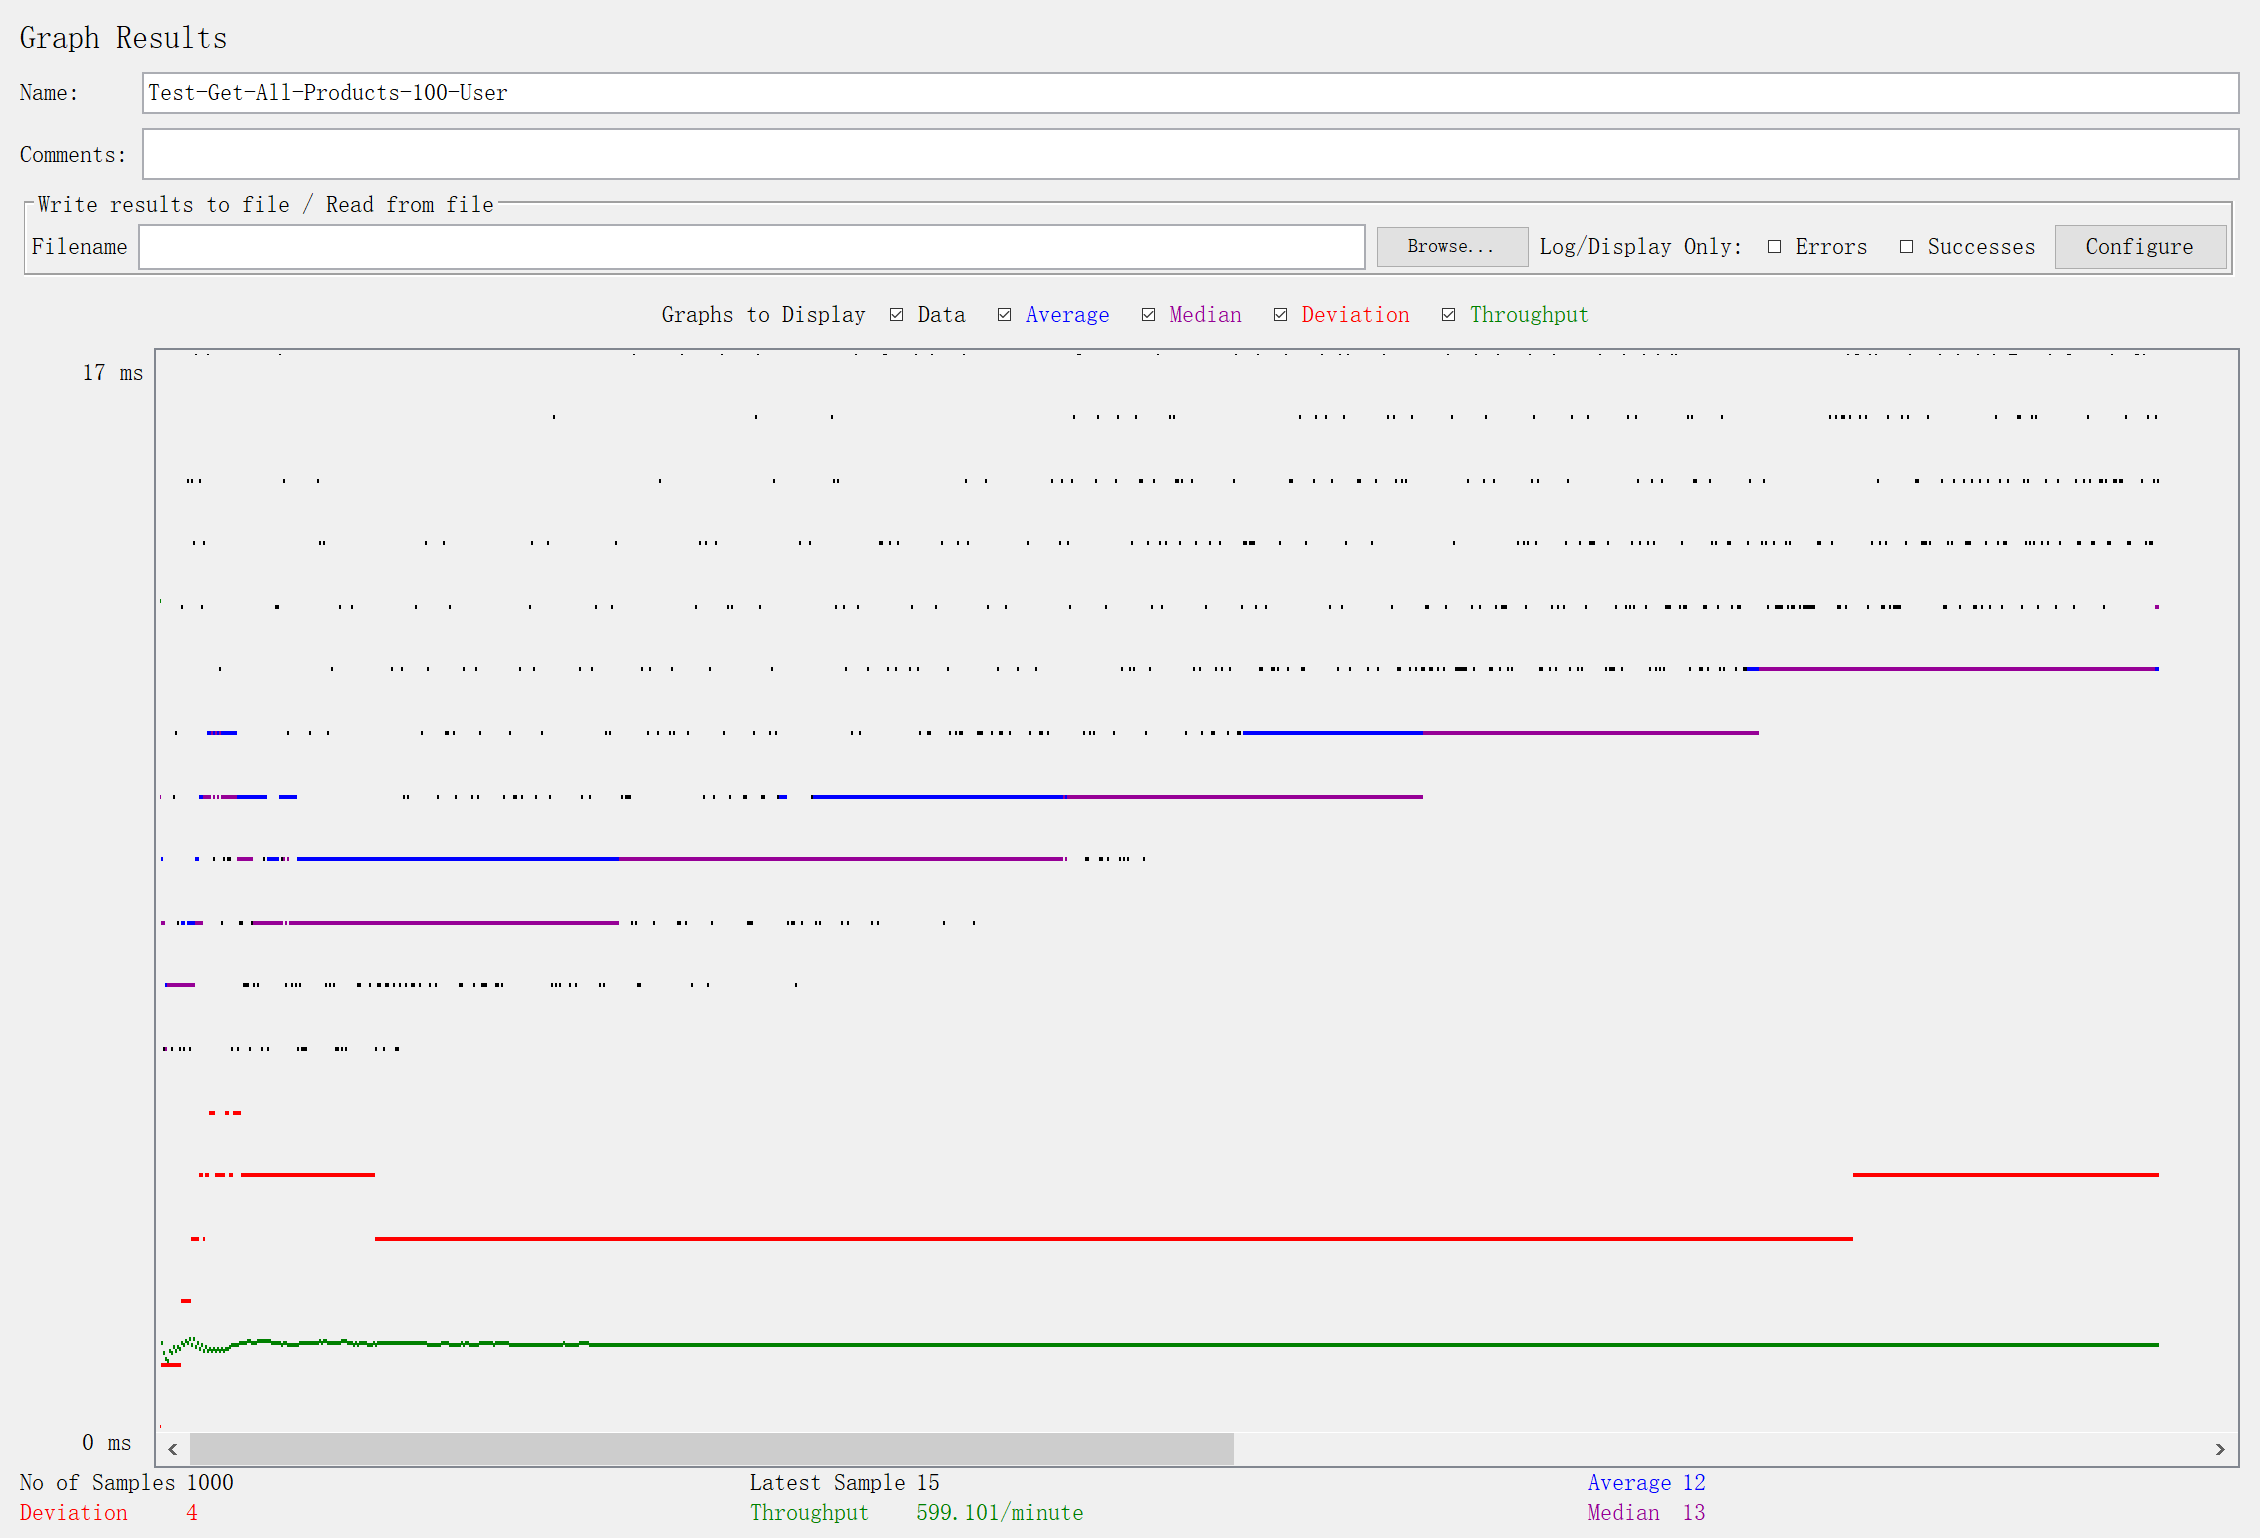 Graph Results
Name: Test-Get-All-Products-100-User
Comments:
Write results to file / Read from file
Filename Browse... Log/Display Only: Errors Successes Configure
Graphs to Display Data Average Median Deviation Throughput
17 ms
0 ms
No of Samples 1000 Latest Sample 15 Average 12
Deviation 4 Throughput 599.101/minute Median 13